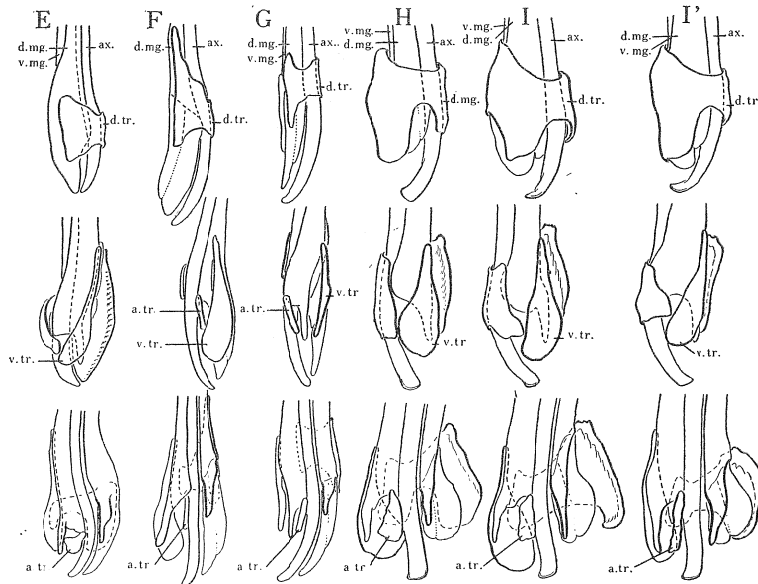 E F G H I I'
d.mg. ax.
v.mg.
d.tr.
d.mg. ax.
d.tr.
d.mg. ax.
v.mg.
d.tr.
v.mg. ax.
d.mg.
d.mg.
v.mg. ax.
d.mg.
d.tr.
d.mg. ax.
v.mg.
d.tr
v.tr.
a.tr.
v.tr.
a.tr. v.tr
v.tr
v.tr.
v.tr.
a.tr
a.tr.
a.tr.
a.tr
a.tr.
a.tr.